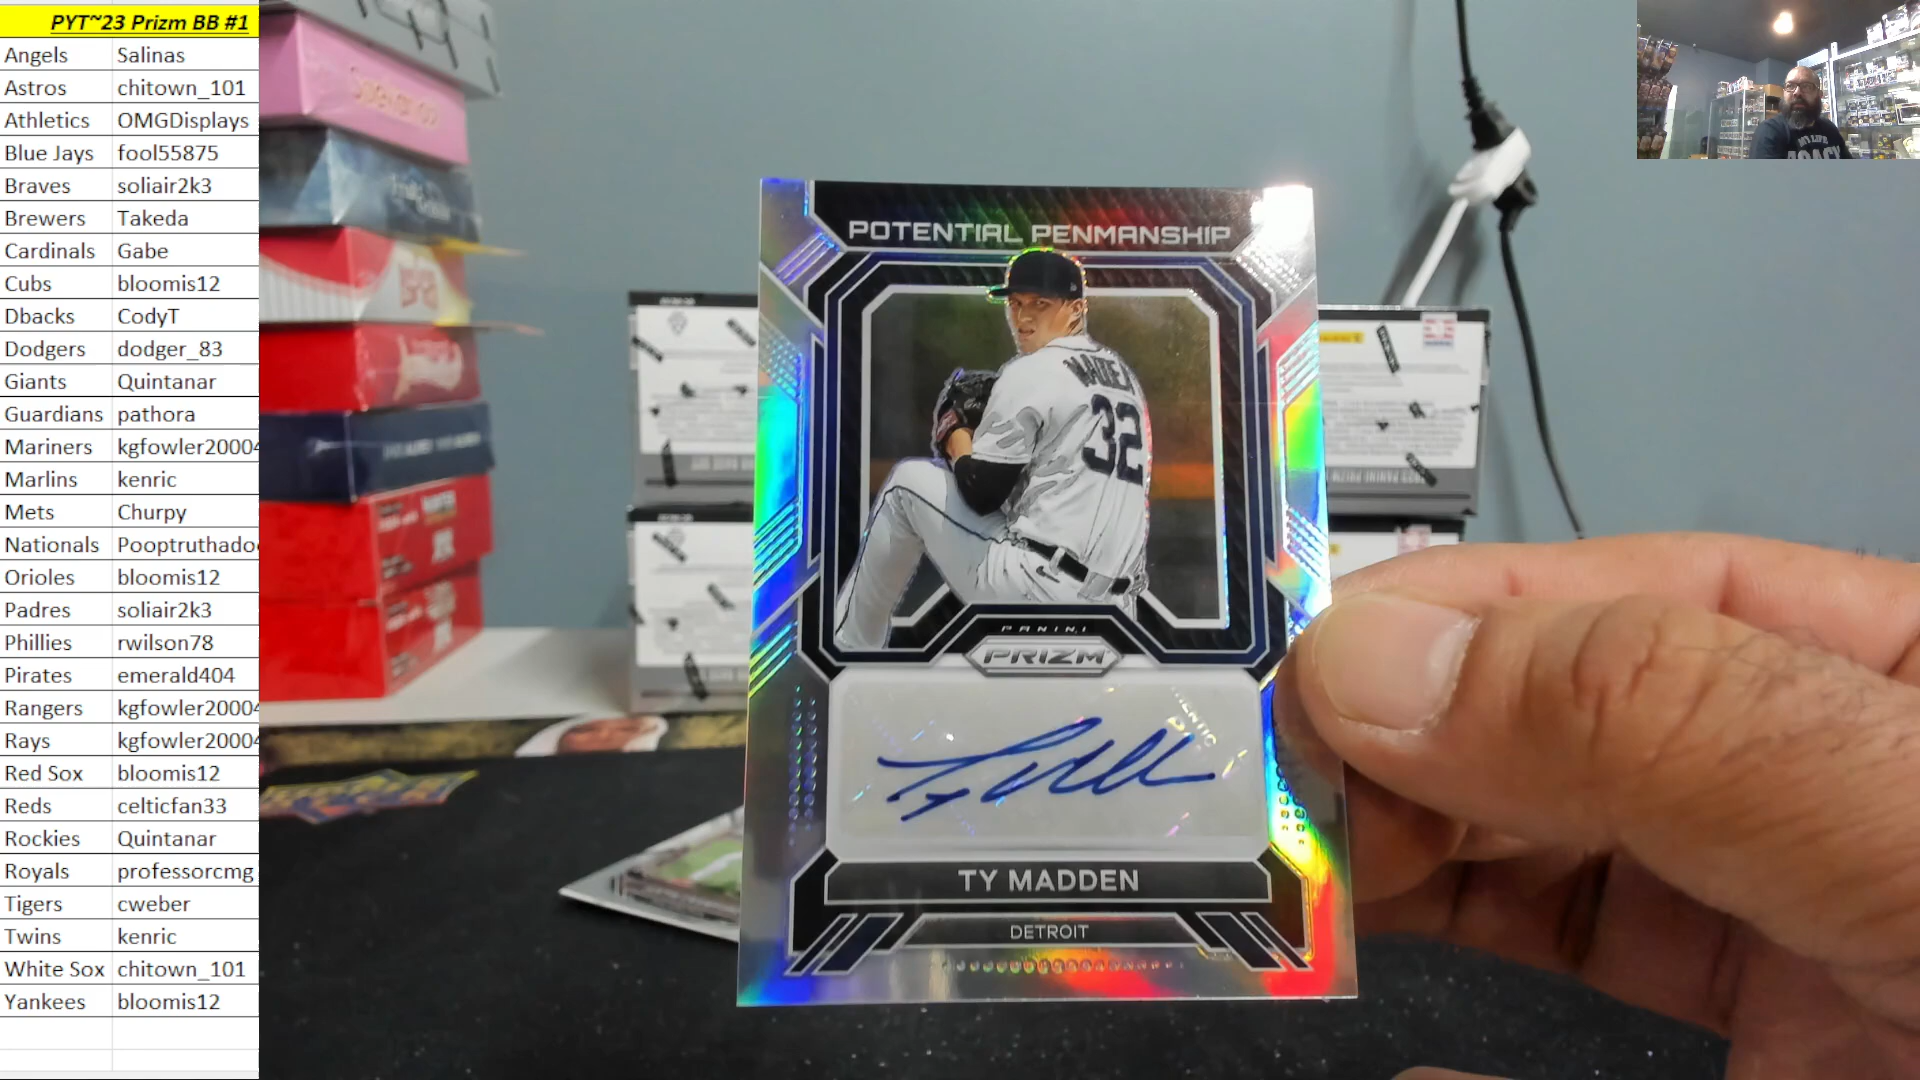 PYT~23 Prizm BB #1
Angels Salinas
Astros chitown_101
Athletics OMGDisplays
Blue Jays fool55875
Braves soliair2k3
Brewers Takeda
Cardinals Gabe
Cubs bloomis12
Dbacks CodyT
Dodgers dodger_83
Giants Quintanar
Guardians pathora
Mariners kgfowler20004
Marlins kenric
Mets Churpy
Nationals Pooptruthado
Orioles bloomis12
Padres soliair2k3
Phillies rwilson78
Pirates emerald404
Rangers kgfowler20004
Rays kgfowler20004
Red Sox bloomis12
Reds celticfan33
Rockies Quintanar
Royals professorcmg
Tigers cweber
Twins kenric
White Sox chitown_101
Yankees bloomis12
POTENTIAL PENMANSHIP
32
PANINI
PRIZM
TY MADDEN
DETROIT
MY LIFE